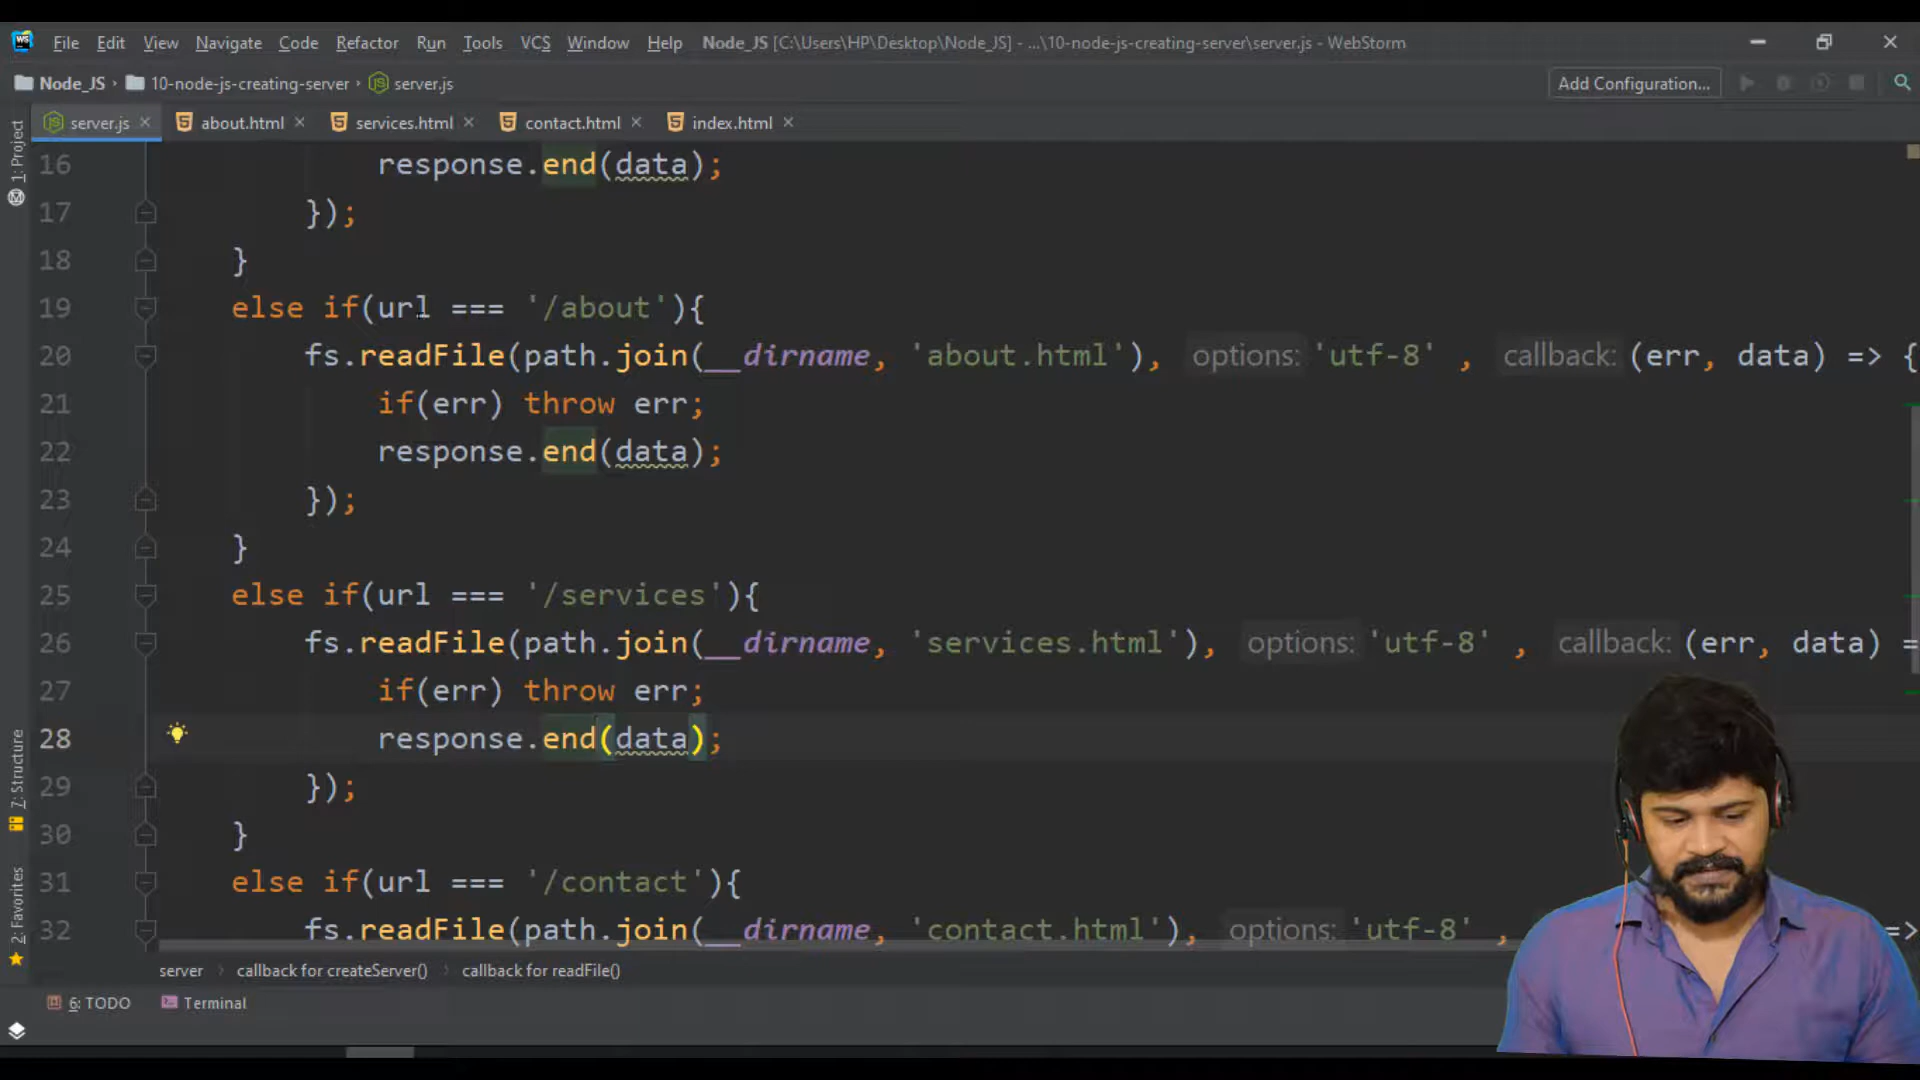 WS File Edit View Navigate Code Refactor Run Tools VCS Window Help Node_JS [C:\Users\HP\Desktop\Node_JS] - ...\10-node-js-creating-server\server.js - WebStorm
Node_JS 10-node-js-creating-server server.js Add Configuration...
server.js about.html services.html contact.html index.html
1: Project
7: Structure
2: Favorites
16 response.end(data);
17 });
18 }
19 else if(url === '/about'){
20 fs.readFile(path.join(__dirname, 'about.html'), options: 'utf-8' , callback: (err, data) => {
21 if(err) throw err;
22 response.end(data);
23 });
24 }
25 else if(url === '/services'){
26 fs.readFile(path.join(__dirname, 'services.html'), options: 'utf-8' , callback: (err, data) =
27 if(err) throw err;
28 response.end(data);
29 });
30 }
31 else if(url === '/contact'){
32 fs.readFile(path.join(__dirname, 'contact.html'), options: 'utf-8' , =>
server callback for createServer() callback for readFile()
6: TODO Terminal